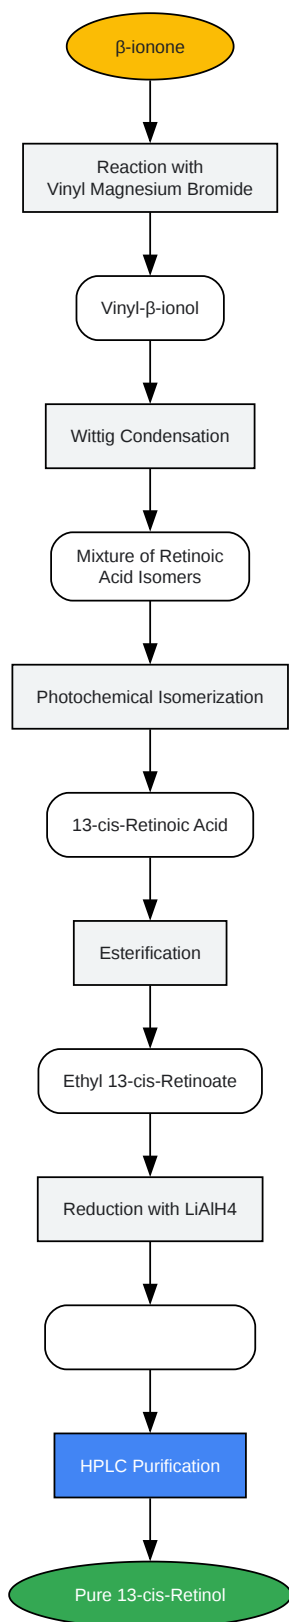 β-ionone
Reaction with
Vinyl Magnesium Bromide
Vinyl-β-ionol
Wittig Condensation
Mixture of Retinoic
Acid Isomers
Photochemical Isomerization
13-cis-Retinoic Acid
Esterification
Ethyl 13-cis-Retinoate
Reduction with LiAlH4
HPLC Purification
Pure 13-cis-Retinol